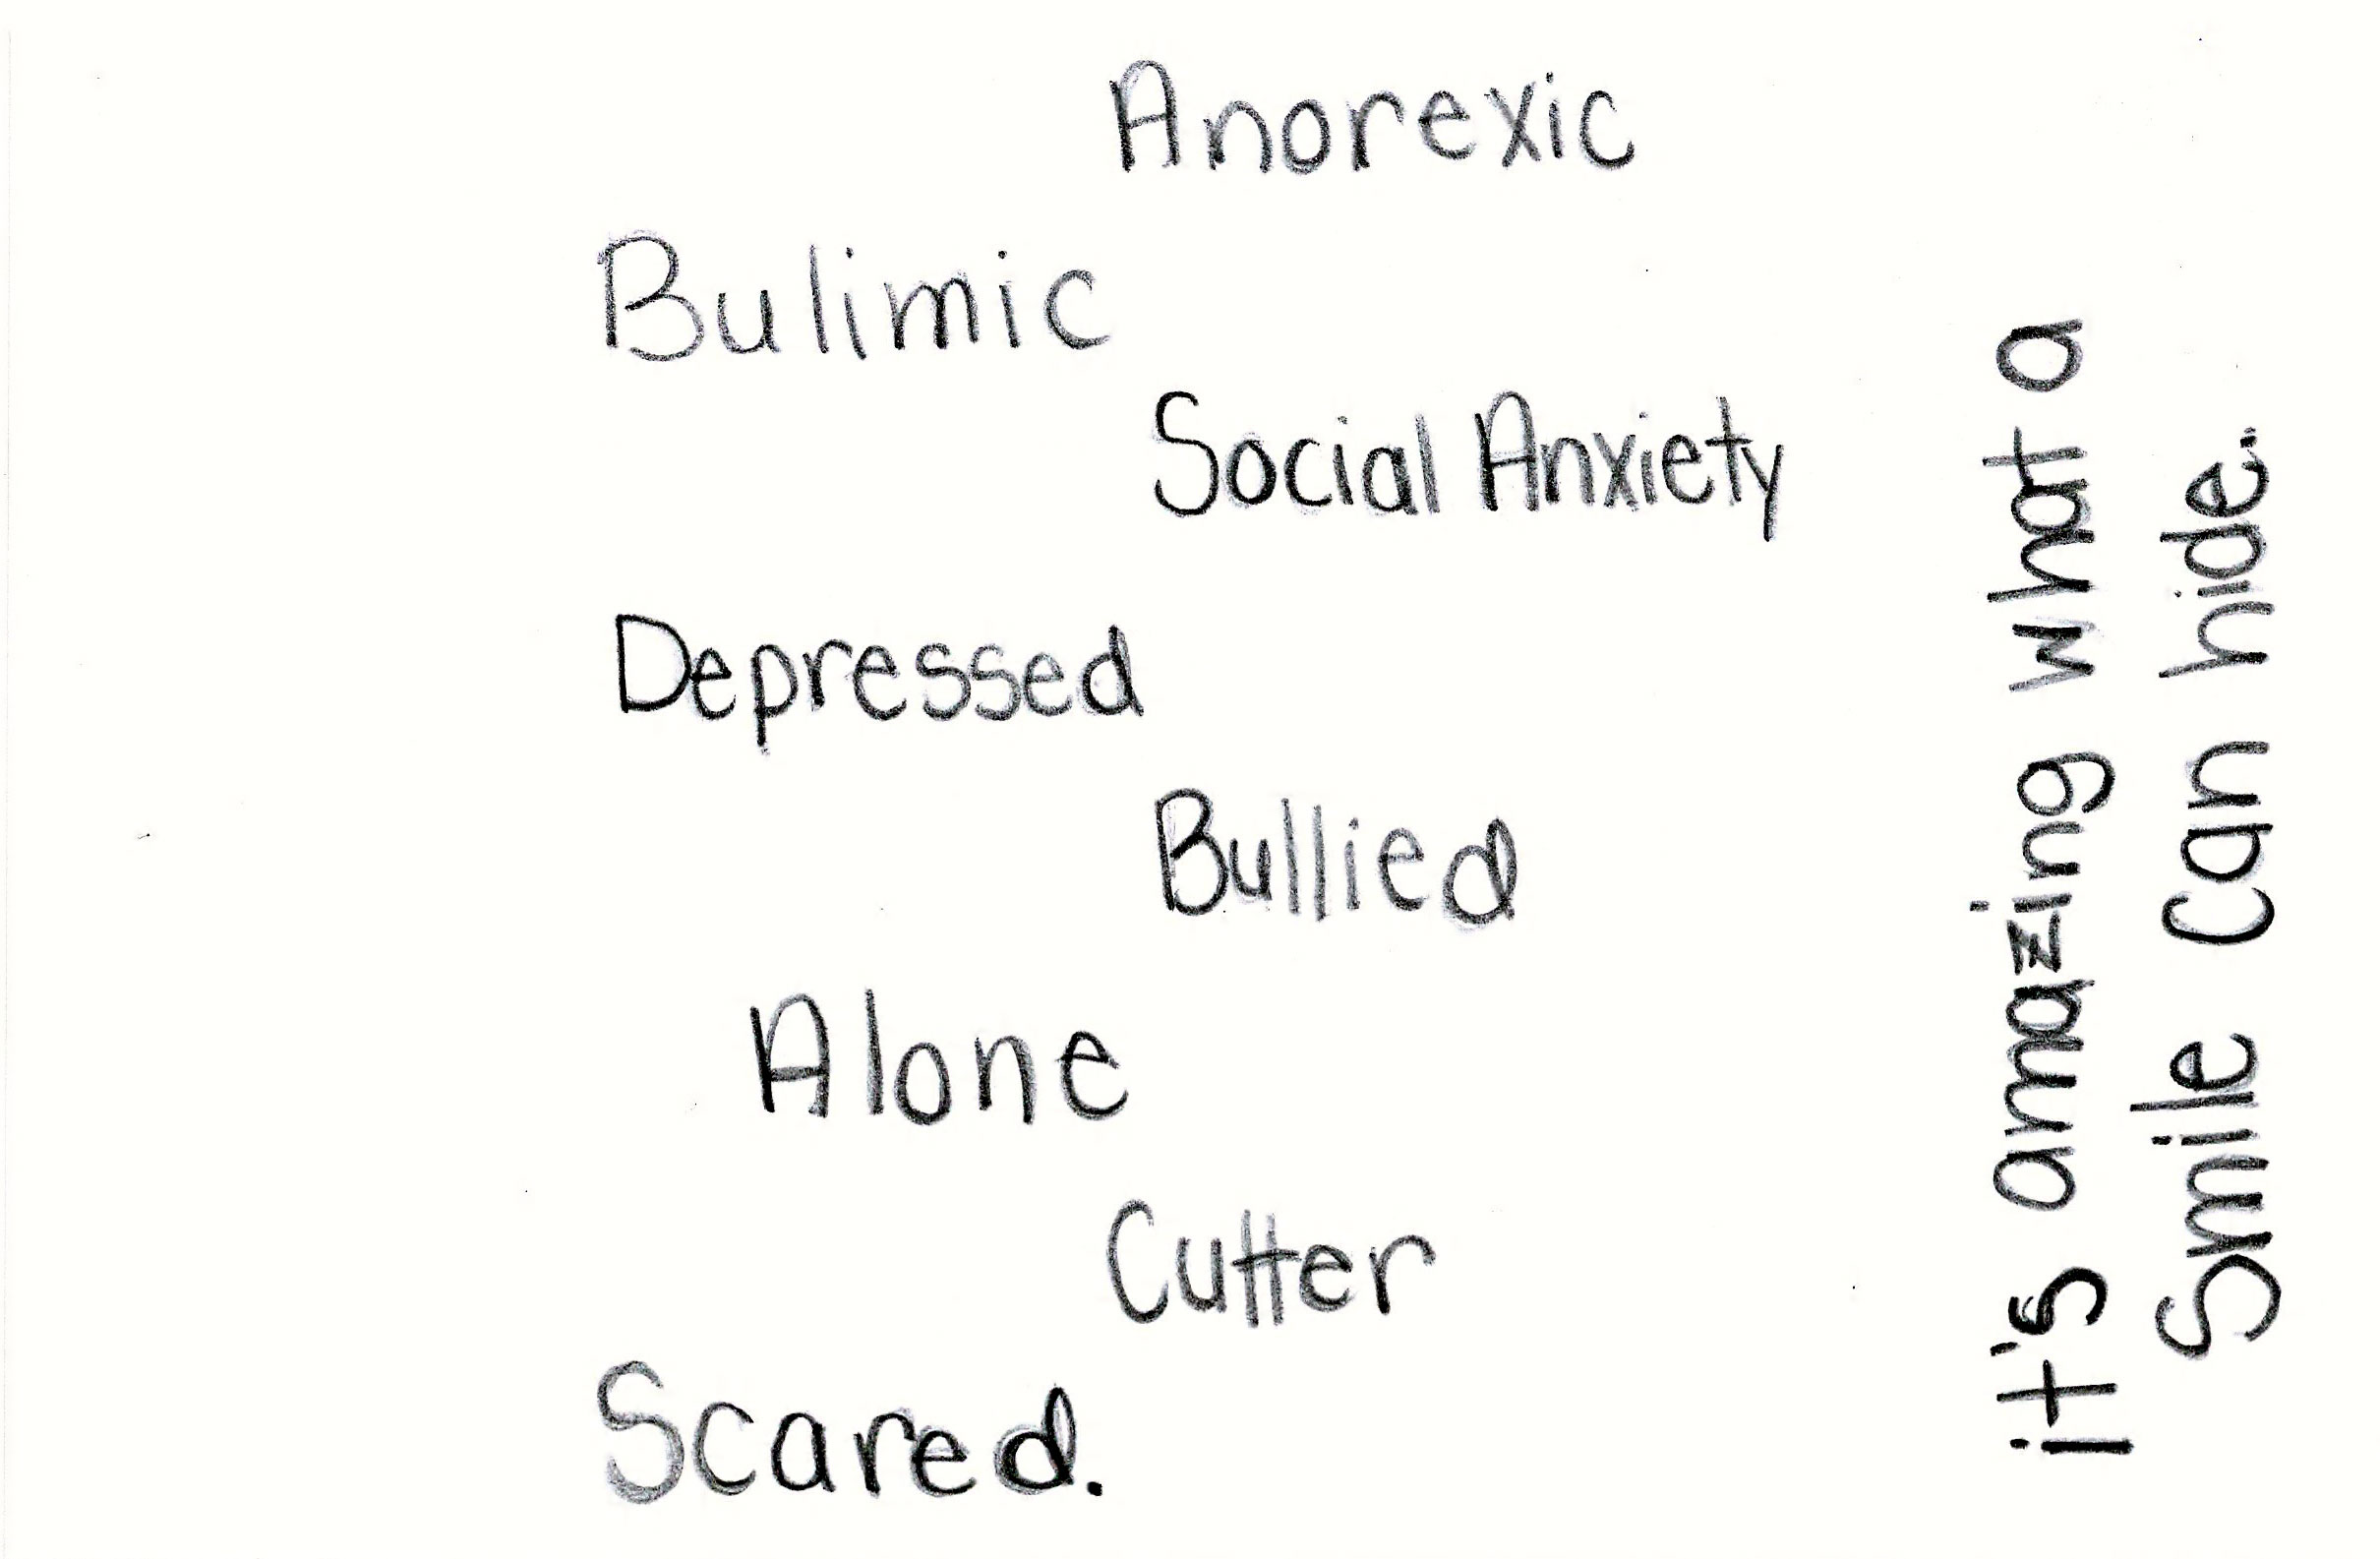 Anorexic
Bulimic
Social Anxiety
Depressed
Bullied
Alone
Cutter
Scared.
it's amazing what a
Smile Can hide.